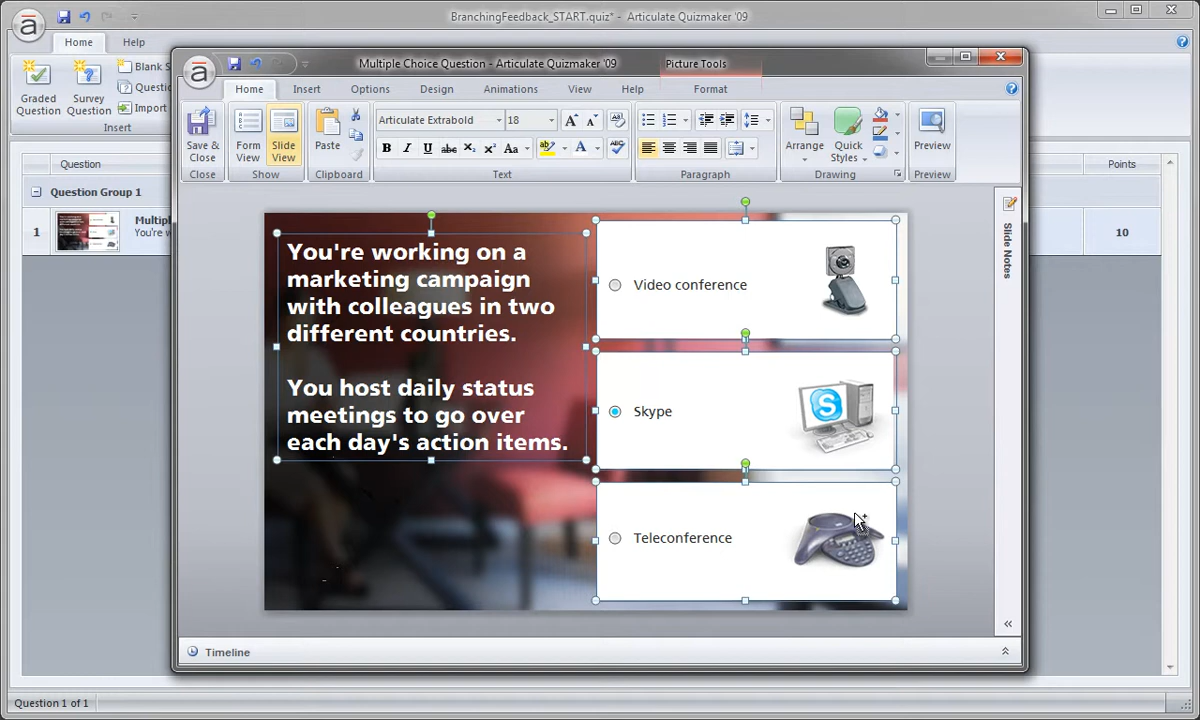 BranchingFeedback_START.quiz* - Articulate Quizmaker '09
Home
Help
Graded Question
Survey Question
Blank S
Questio
Import
Insert
Multiple Choice Question - Articulate Quizmaker '09
Picture Tools
Home
Insert
Options
Design
Animations
View
Help
Format
Save & Close
Form View
Slide View
Paste
Articulate Extrabold
18
Arrange
Quick Styles
Preview
Close
Show
Clipboard
Text
Paragraph
Drawing
Preview
Question
Points
Question Group 1
1
Multip
You're w
10
You're working on a
marketing campaign
with colleagues in two
different countries.
You host daily status
meetings to go over
each day's action items.
Video conference
Skype
Teleconference
Slide Notes
Timeline
Question 1 of 1